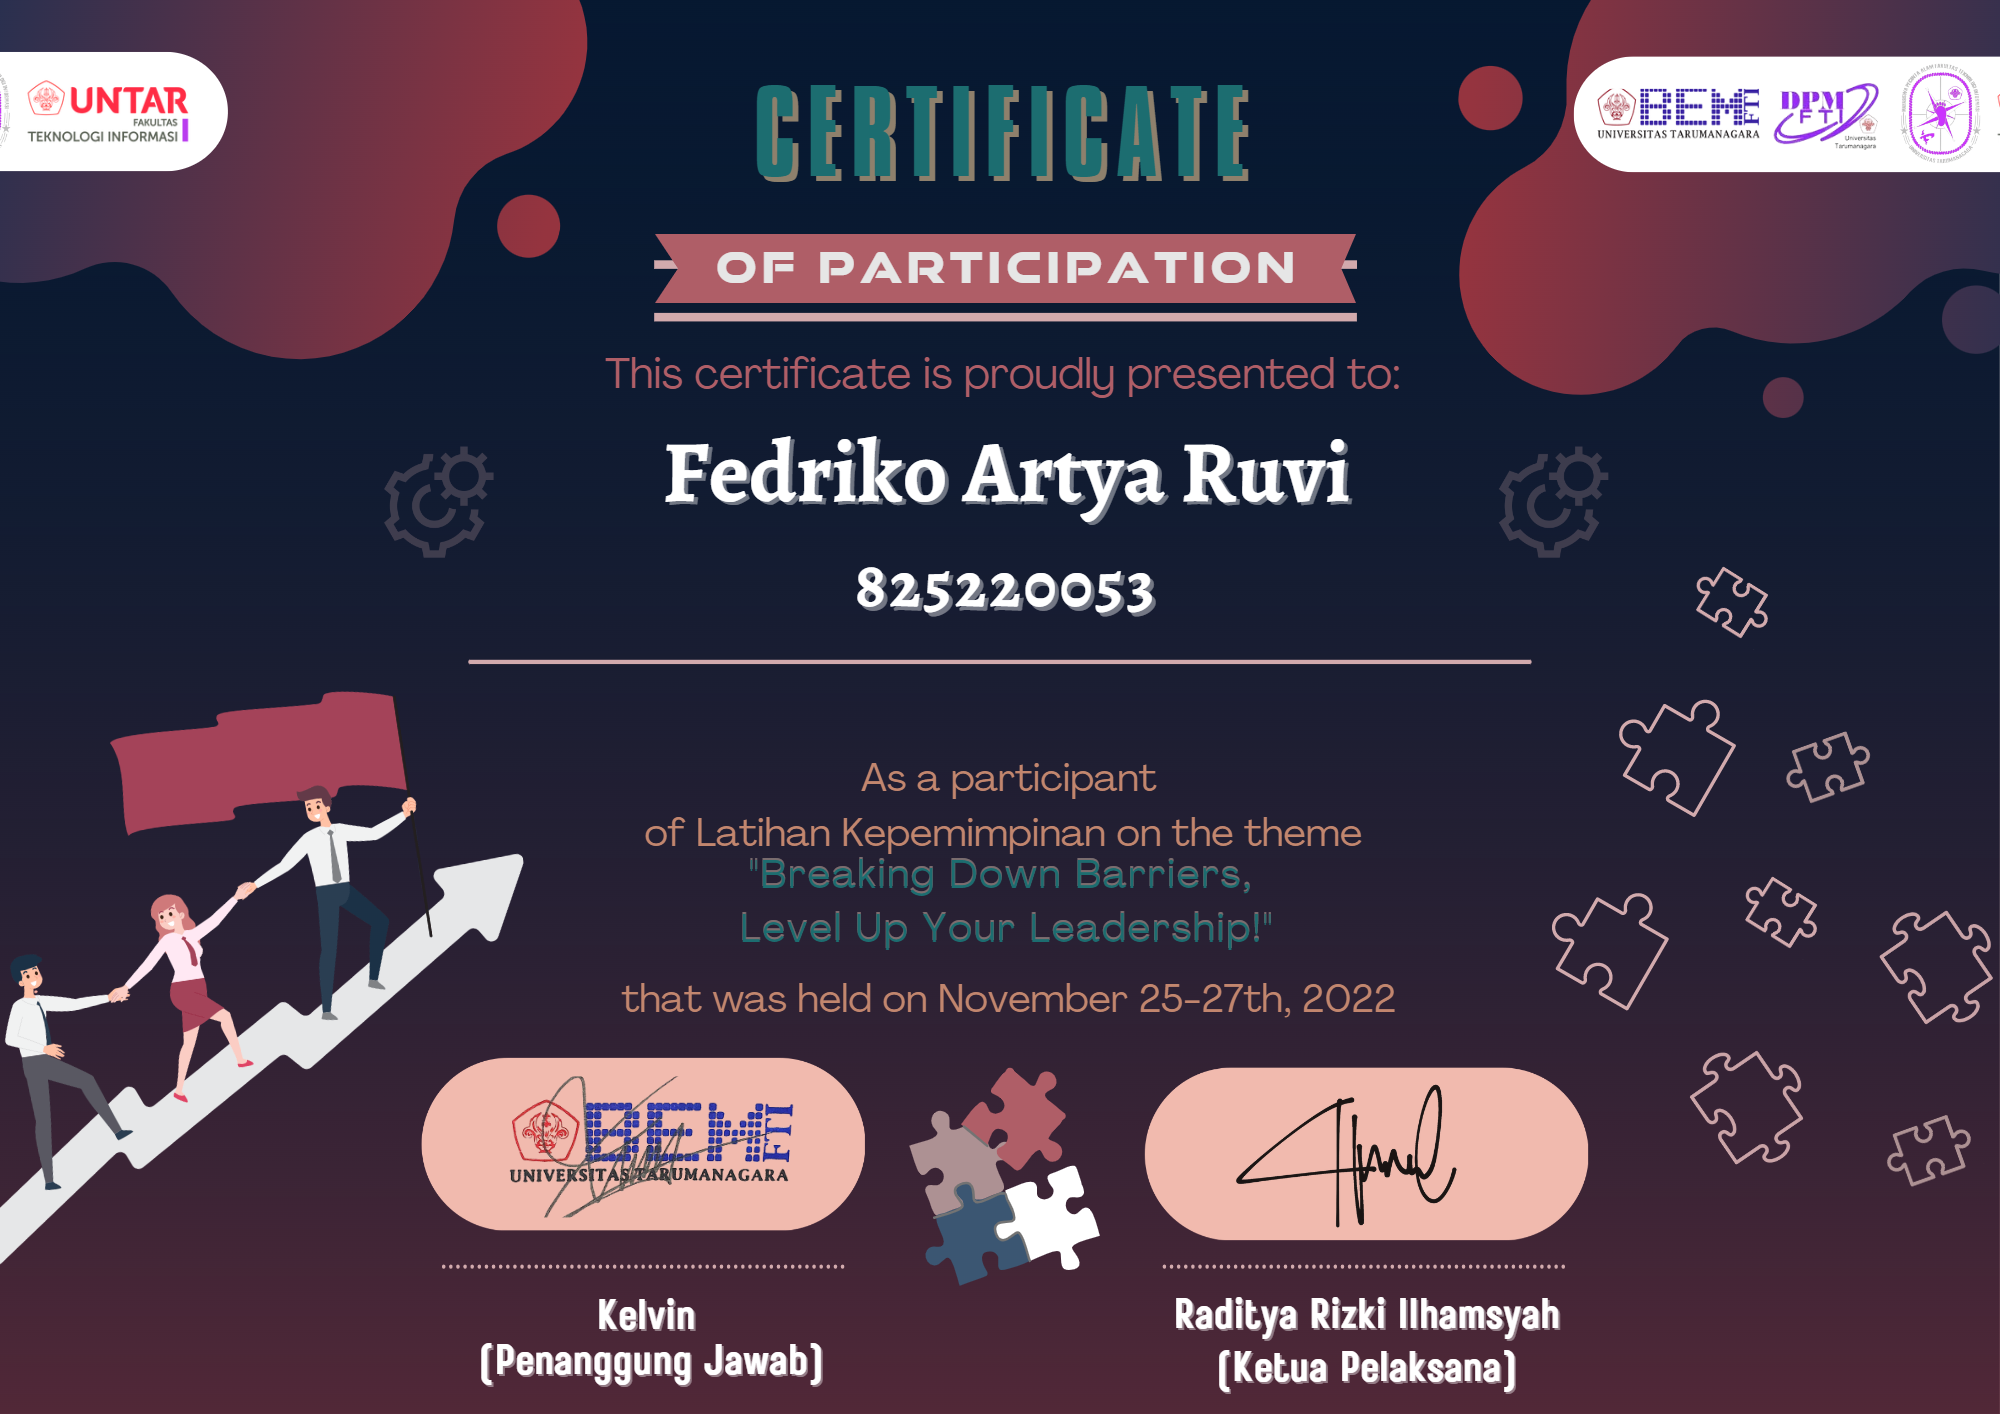 UNTAR
FAKULTAS
TEKNOLOGI INFORMASI
BEM FTI
UNIVERSITAS TARUMANAGARA
DPM
FTI
Universitas
Tarumanagara
CERTIFICATE
OF PARTICIPATION
This certificate is proudly presented to:
Fedriko Artya Ruvi
825220053
As a participant
of Latihan Kepemimpinan on the theme
"Breaking Down Barriers,
Level Up Your Leadership!"
that was held on November 25-27th, 2022
BEM FTI
UNIVERSITAS TARUMANAGARA
Kelvin
(Penanggung Jawab)
Raditya Rizki Ilhamsyah
(Ketua Pelaksana)